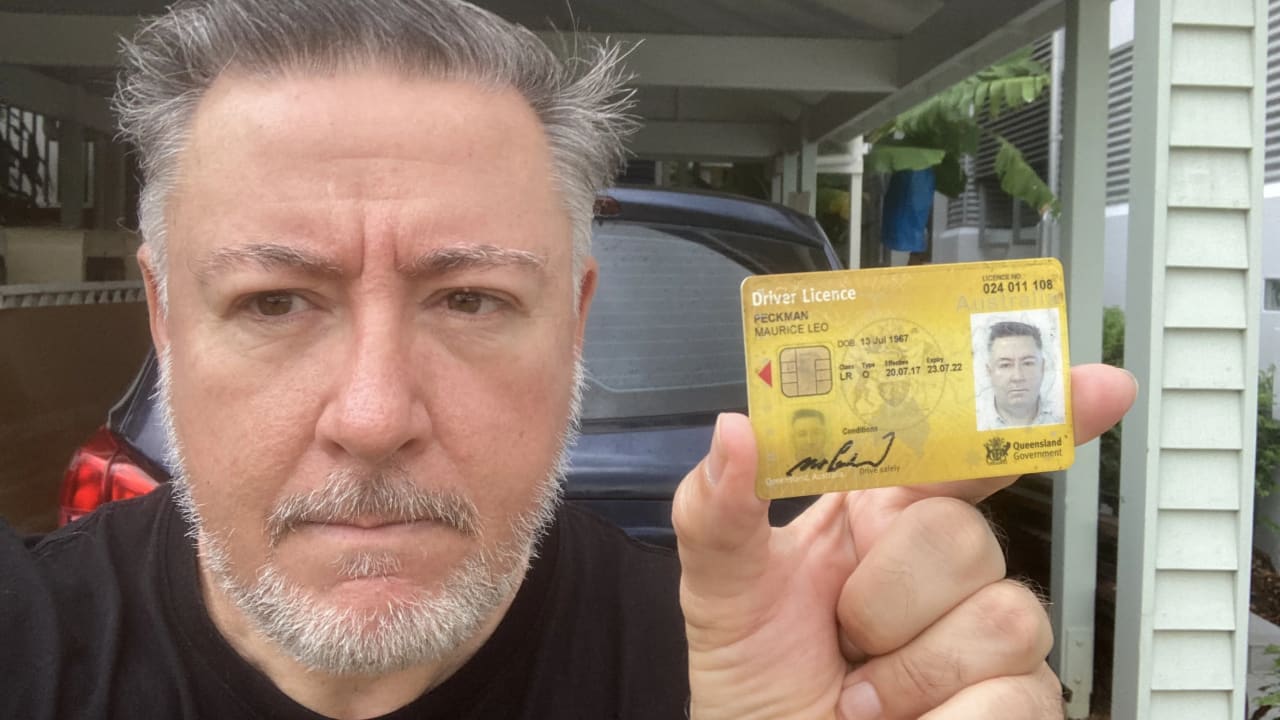 Driver Licence
LICENCE NO.
024 011 108
Australia
PECKMAN
MAURICE LEO
DOB 13 Jul 1967
Class Type Effective Expiry
LR O 20.07.17 23.07.22
Conditions
Drive safely
Queensland, Australia
Queensland
Government